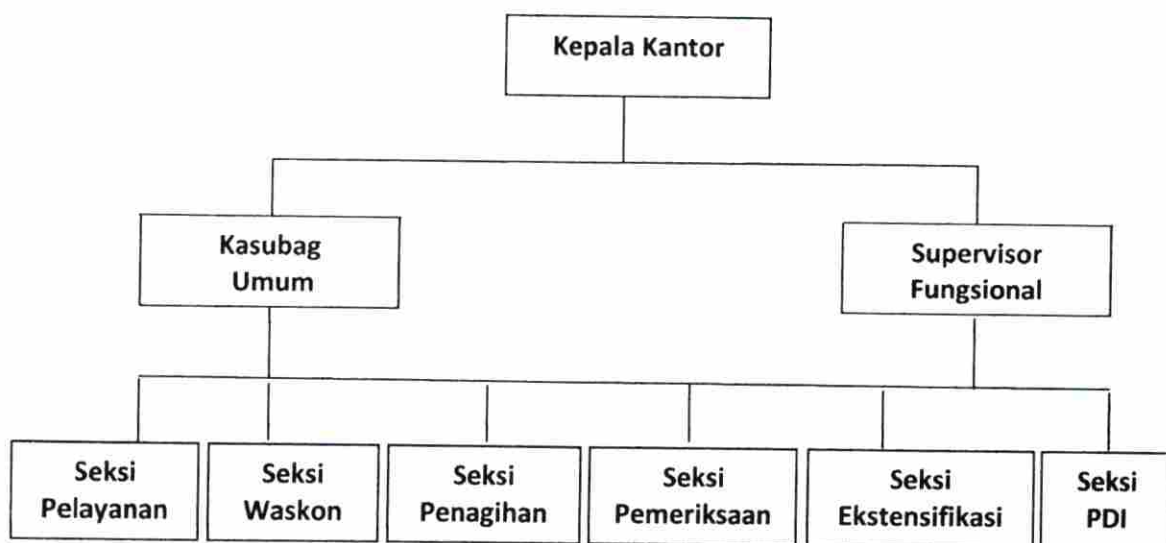 Kepala Kantor
Kasubag
Umum
Supervisor
Fungsional
Seksi
Pelayanan
Seksi
Waskon
Seksi
Penagihan
Seksi
Pemeriksaan
Seksi
Ekstensifikasi
Seksi
PDI